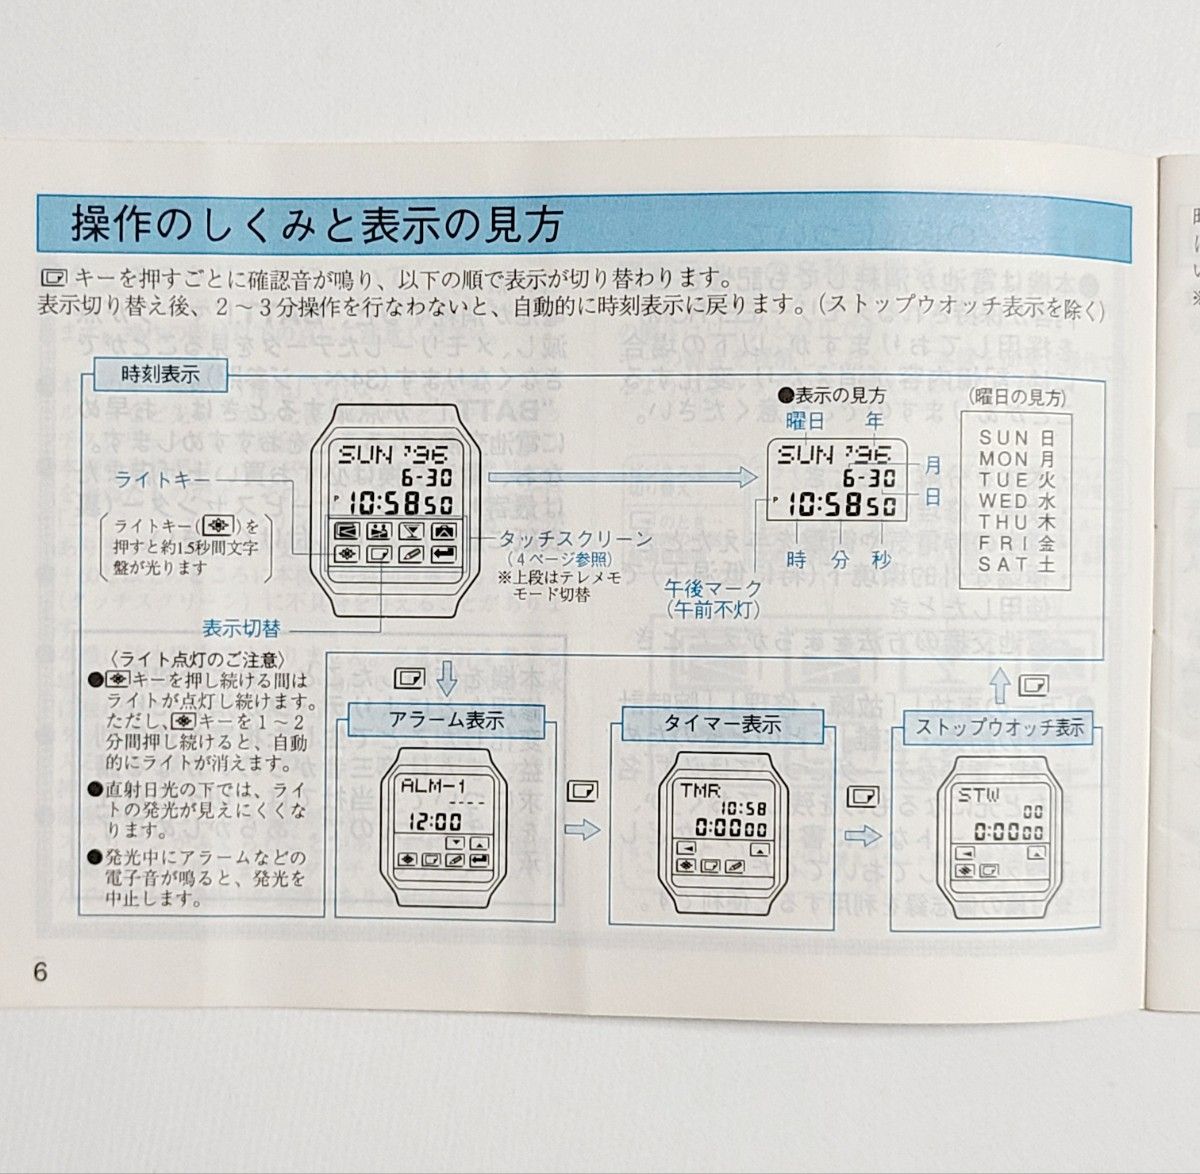 操作のしくみと表示の見方
キーを押すごとに確認音が鳴り、以下の順で表示が切り替わります。
表示切り替え後、2～3分操作を行なわないと、自動的に時刻表示に戻ります。(ストップウオッチ表示を除く)
時刻表示
SUN '96
6-30
P 10:58 50
ライトキー
ライトキー( )を
押すと約1.5秒間文字
盤が光ります
表示切替
タッチスクリーン
(4ページ参照)
※上段はテレメモ
モード切替
●表示の見方
曜日 年
SUN '96
6-30
P 10:58 50
月
日
時 分 秒
午後マーク
(午前不灯)
(曜日の見方)
SUN 日
MON 月
TUE 火
WED 水
THU 木
FRI 金
SAT 土
〈ライト点灯のご注意〉
● キーを押し続ける間は
ライトが点灯し続けます。
ただし、 キーを1～2
分間押し続けると、自動
的にライトが消えます。
●直射日光の下では、ライ
トの発光が見えにくくな
ります。
●発光中にアラームなどの
電子音が鳴ると、発光を
中止します。
アラーム表示
ALM-1
----
12:00
タイマー表示
TMR
10:58
0:00 00
ストップウオッチ表示
STW
00
0:00 00
6